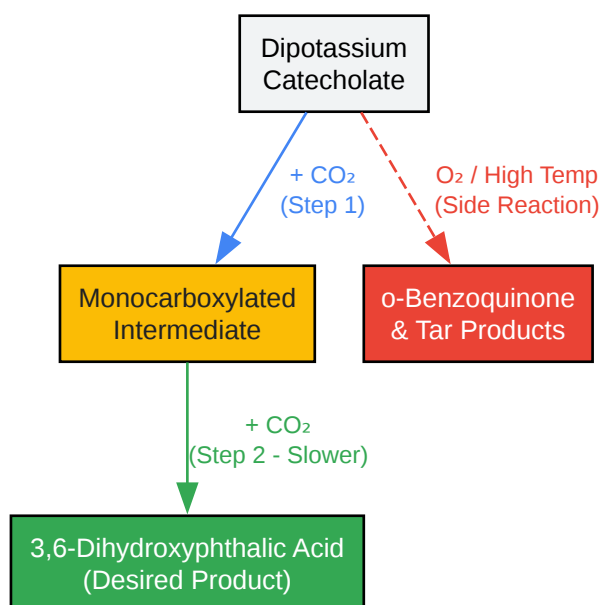 Dipotassium
Catecholate
+ CO₂
(Step 1)
O₂ / High Temp
(Side Reaction)
Monocarboxylated
Intermediate
o-Benzoquinone
& Tar Products
+ CO₂
(Step 2 - Slower)
3,6-Dihydroxyphthalic Acid
(Desired Product)